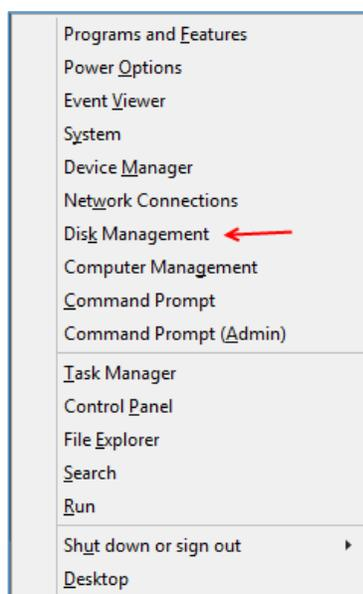 Programs and Features
Power Options
Event Viewer
System
Device Manager
Network Connections
Disk Management
Computer Management
Command Prompt
Command Prompt (Admin)
Task Manager
Control Panel
File Explorer
Search
Run
Shut down or sign out
Desktop